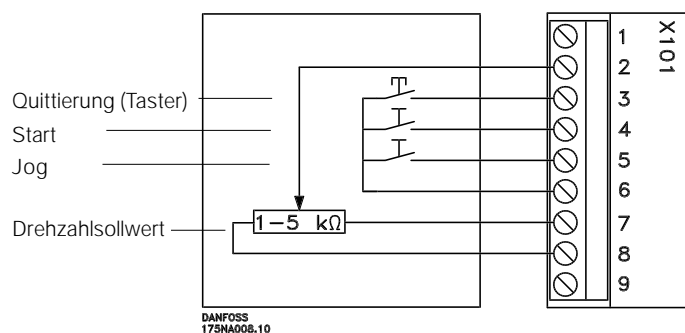 Quittierung (Taster)
Start
Jog
Drehzahlsollwert
1-5 kΩ
X101
1
2
3
4
5
6
7
8
9
DANFOSS
175NA008.10